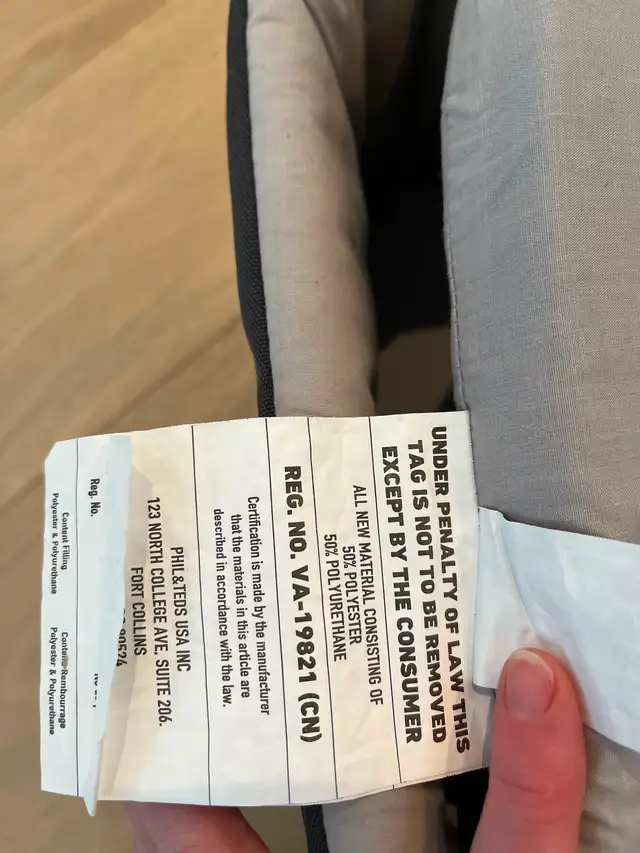 UNDER PENALTY OF LAW THIS
TAG IS NOT TO BE REMOVED
EXCEPT BY THE CONSUMER
ALL NEW MATERIAL CONSISTING OF
50% POLYESTER
50% POLYURETHANE
REG. NO. VA-19821 (CN)
Certification is made by the manufacturer
that the materials in this article are
described in accordance with the law.
PHIL&TEDS USA INC
123 NORTH COLLEGE AVE. SUITE 206.
FORT COLLINS
Reg. No.
Content Filling
Polyester & Polyurethane
Contenu-Rembourrage
Polyester & Polyurethane